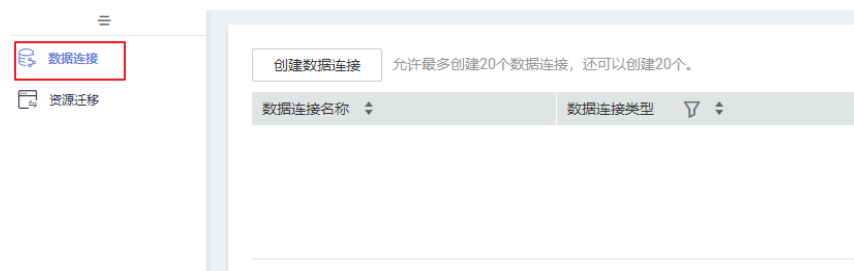 数据连接
资源迁移
创建数据连接 允许最多创建20个数据连接，还可以创建20个。
数据连接名称 数据连接类型